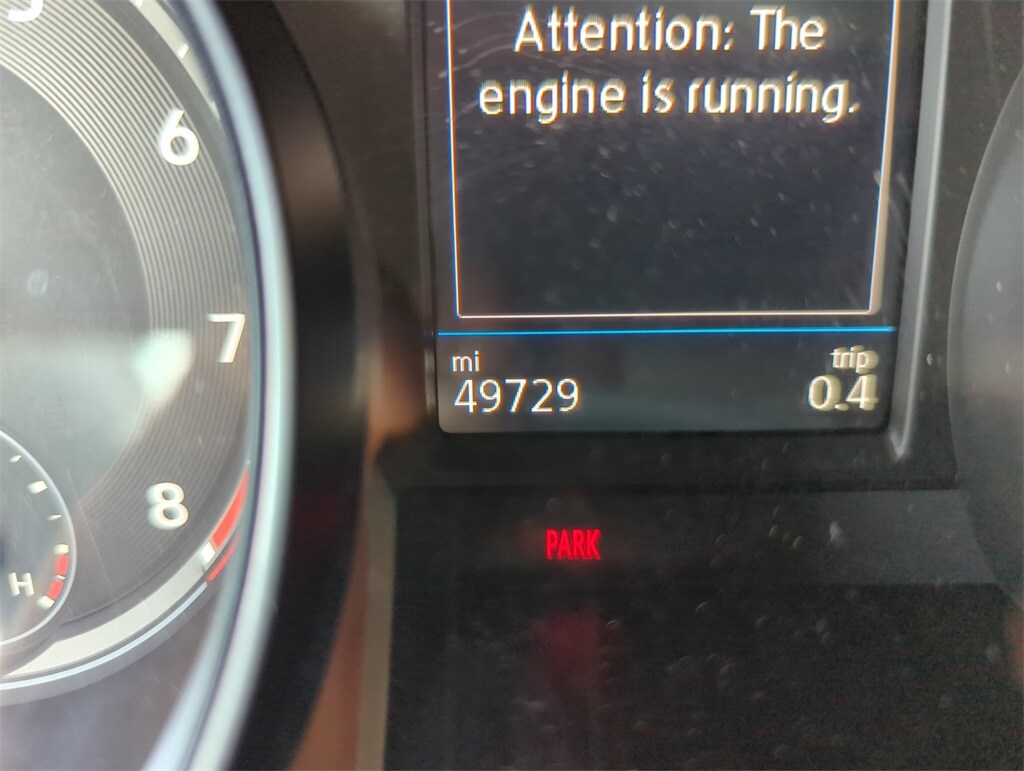 Attention: The
engine is running.
6
7
mi
trip
49729
0.4
8
PARK
H